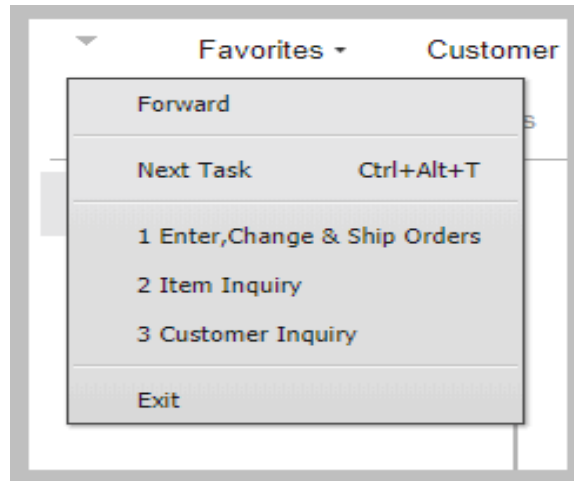 Favorites Customer
Forward
s
Next Task Ctrl+Alt+T
1 Enter,Change & Ship Orders
2 Item Inquiry
3 Customer Inquiry
Exit